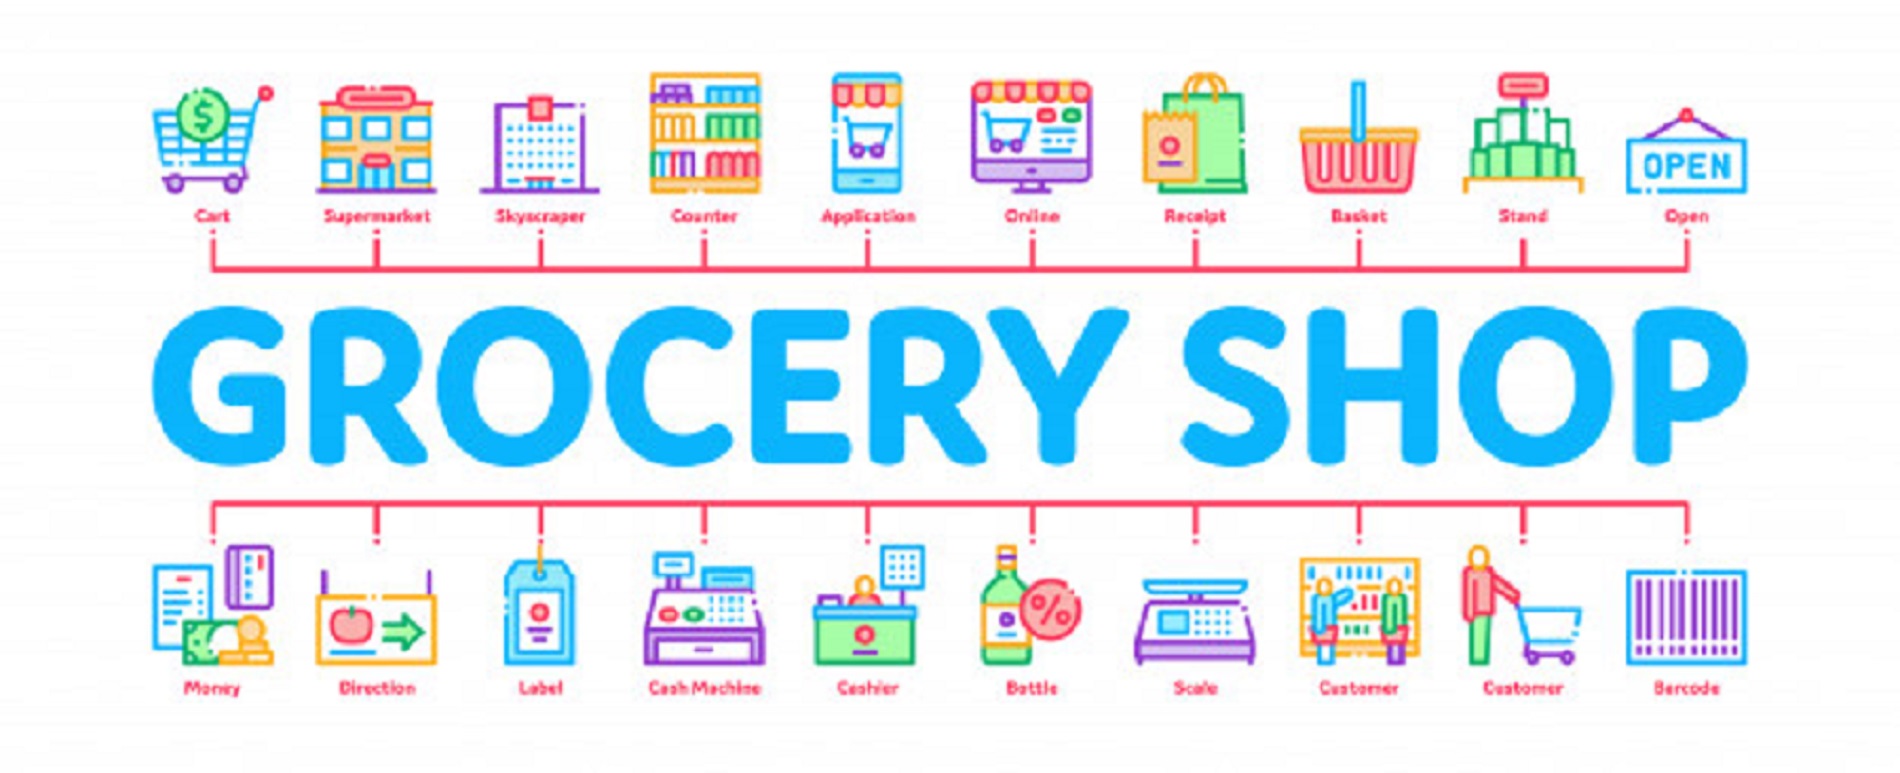 $
OPEN
Cart Supermarket Skyscraper Counter Application Online Receipt Basket Stand Open
GROCERY SHOP
%
Money Direction Label Cash Machine Cashier Bottle Scale Customer Customer Barcode